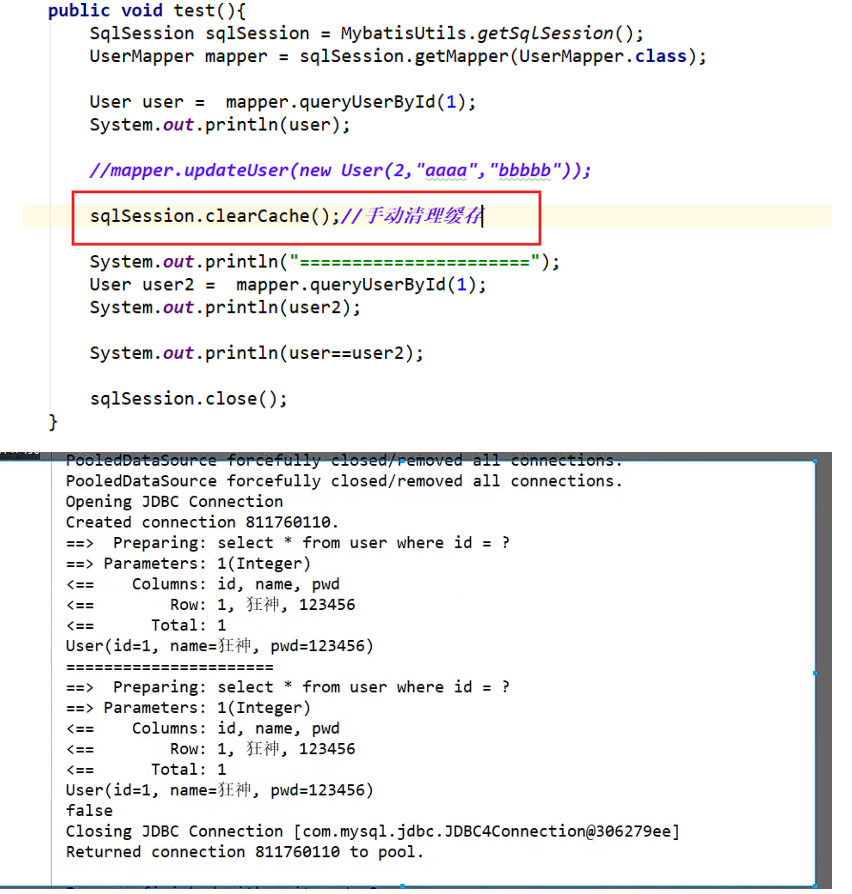 public void test(){
SqlSession sqlSession = MybatisUtils.getSqlSession();
UserMapper mapper = sqlSession.getMapper(UserMapper.class);
User user =  mapper.queryUserById(1);
System.out.println(user);
//mapper.updateUser(new User(2,"aaaa","bbbbb"));
sqlSession.clearCache();//手动清理缓存
System.out.println("======================");
User user2 =  mapper.queryUserById(1);
System.out.println(user2);
System.out.println(user==user2);
sqlSession.close();
}
PooledDataSource forcefully closed/removed all connections.
PooledDataSource forcefully closed/removed all connections.
Opening JDBC Connection
Created connection 811760110.
==>  Preparing: select * from user where id = ?
==> Parameters: 1(Integer)
<==    Columns: id, name, pwd
<==        Row: 1, 狂神, 123456
<==      Total: 1
User(id=1, name=狂神, pwd=123456)
======================
==>  Preparing: select * from user where id = ?
==> Parameters: 1(Integer)
<==    Columns: id, name, pwd
<==        Row: 1, 狂神, 123456
<==      Total: 1
User(id=1, name=狂神, pwd=123456)
false
Closing JDBC Connection [com.mysql.jdbc.JDBC4Connection@306279ee]
Returned connection 811760110 to pool.